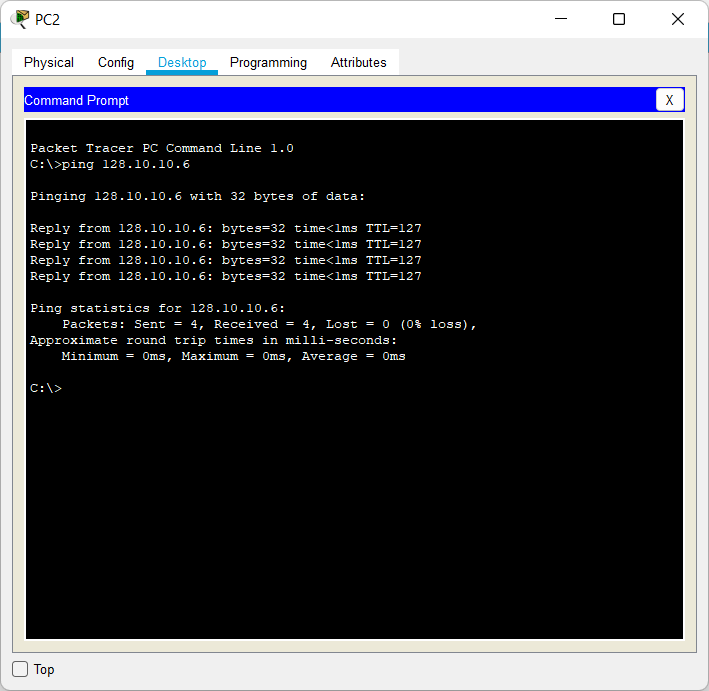 PC2
Physical Config Desktop Programming Attributes
Command Prompt
X
Packet Tracer PC Command Line 1.0
C:\>ping 128.10.10.6
Pinging 128.10.10.6 with 32 bytes of data:
Reply from 128.10.10.6: bytes=32 time<1ms TTL=127
Reply from 128.10.10.6: bytes=32 time<1ms TTL=127
Reply from 128.10.10.6: bytes=32 time<1ms TTL=127
Reply from 128.10.10.6: bytes=32 time<1ms TTL=127
Ping statistics for 128.10.10.6:
    Packets: Sent = 4, Received = 4, Lost = 0 (0% loss),
Approximate round trip times in milli-seconds:
    Minimum = 0ms, Maximum = 0ms, Average = 0ms
C:\>
Top